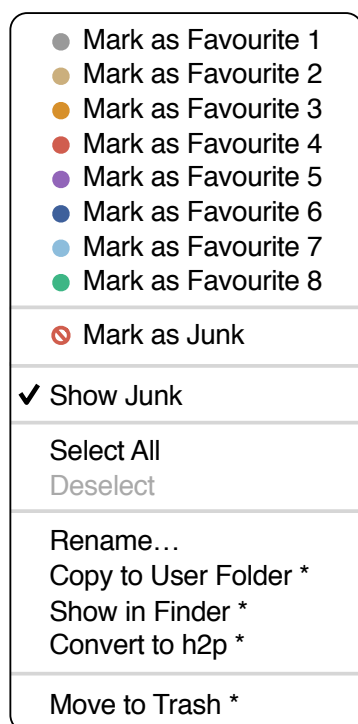 Mark as Favourite 1
Mark as Favourite 2
Mark as Favourite 3
Mark as Favourite 4
Mark as Favourite 5
Mark as Favourite 6
Mark as Favourite 7
Mark as Favourite 8
Mark as Junk
✓ Show Junk
Select All
Deselect
Rename…
Copy to User Folder *
Show in Finder *
Convert to h2p *
Move to Trash *